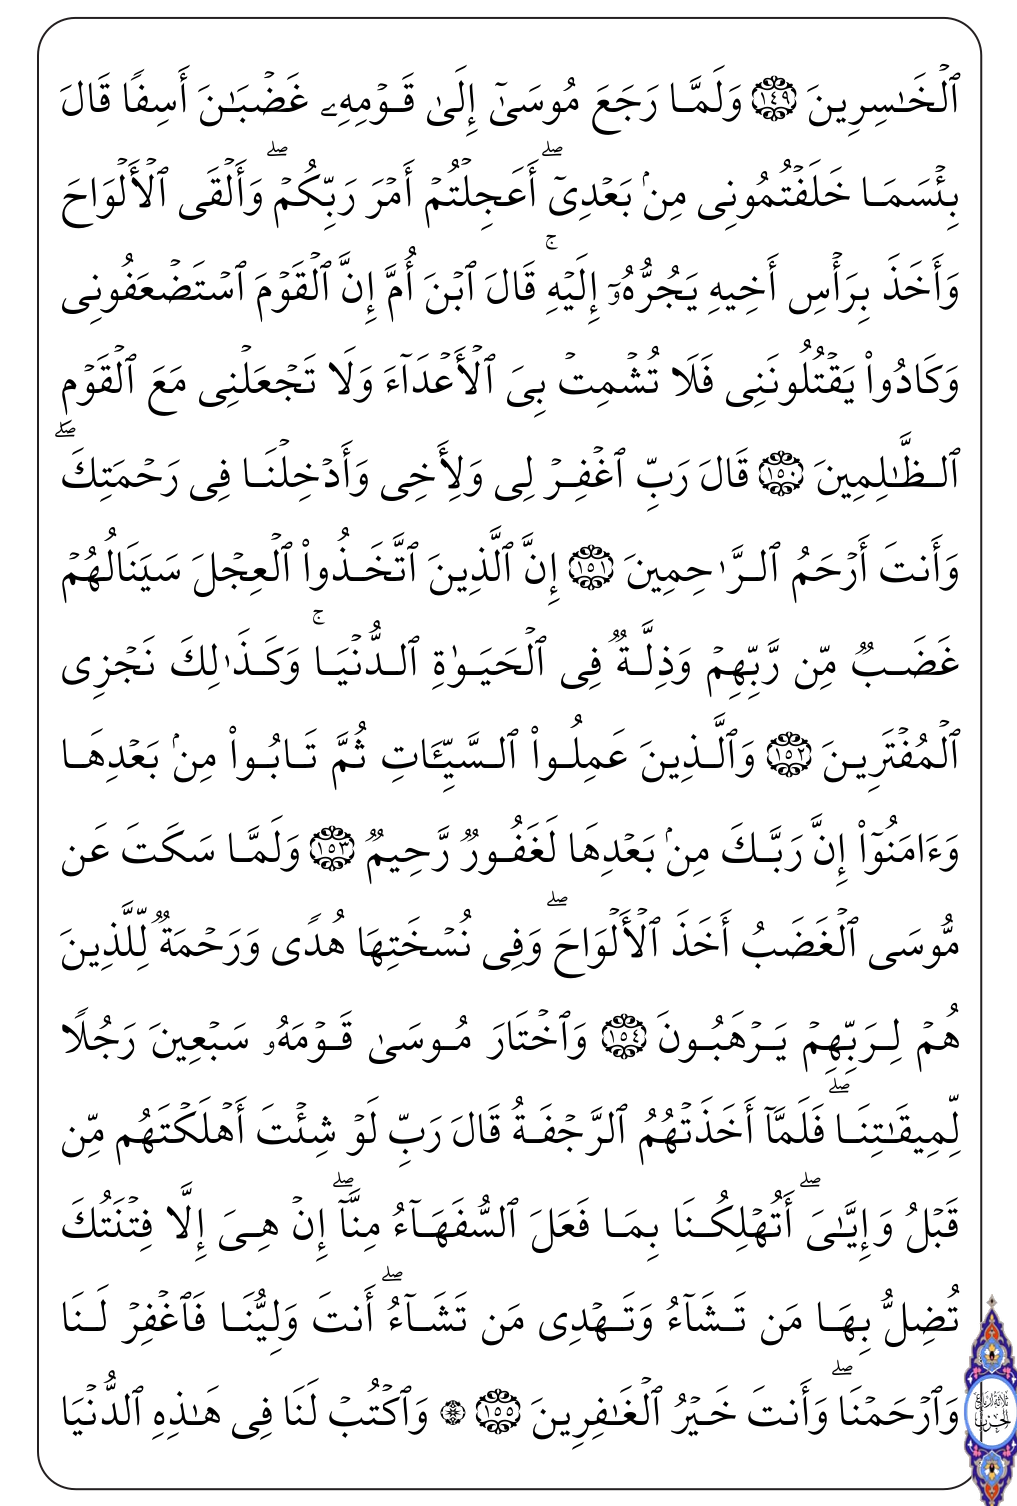 ٱلْخَـٰسِرِينَ ١٤٩ وَلَمَّا رَجَعَ مُوسَىٰٓ إِلَىٰ قَوْمِهِۦ غَضْبَـٰنَ أَسِفًا قَالَ
بِئْسَمَا خَلَفْتُمُونِى مِنۢ بَعْدِىٓ ۖ أَعَجِلْتُمْ أَمْرَ رَبِّكُمْ ۖ وَأَلْقَى ٱلْأَلْوَاحَ
وَأَخَذَ بِرَأْسِ أَخِيهِ يَجُرُّهُۥٓ إِلَيْهِ ۚ قَالَ ٱبْنَ أُمَّ إِنَّ ٱلْقَوْمَ ٱسْتَضْعَفُونِى
وَكَادُوا۟ يَقْتُلُونَنِى فَلَا تُشْمِتْ بِىَ ٱلْأَعْدَآءَ وَلَا تَجْعَلْنِى مَعَ ٱلْقَوْمِ
ٱلظَّـٰلِمِينَ ١٥٠ قَالَ رَبِّ ٱغْفِرْ لِى وَلِأَخِى وَأَدْخِلْنَا فِى رَحْمَتِكَ ۖ
وَأَنتَ أَرْحَمُ ٱلرَّٰحِمِينَ ١٥١ إِنَّ ٱلَّذِينَ ٱتَّخَذُوا۟ ٱلْعِجْلَ سَيَنَالُهُمْ
غَضَبٌ مِّن رَّبِّهِمْ وَذِلَّةٌ فِى ٱلْحَيَوٰةِ ٱلدُّنْيَا ۚ وَكَذَٰلِكَ نَجْزِى
ٱلْمُفْتَرِينَ ١٥٢ وَٱلَّذِينَ عَمِلُوا۟ ٱلسَّيِّـَٔاتِ ثُمَّ تَابُوا۟ مِنۢ بَعْدِهَا
وَءَامَنُوٓا۟ إِنَّ رَبَّكَ مِنۢ بَعْدِهَا لَغَفُورٌ رَّحِيمٌ ١٥٣ وَلَمَّا سَكَتَ عَن
مُّوسَى ٱلْغَضَبُ أَخَذَ ٱلْأَلْوَاحَ ۖ وَفِى نُسْخَتِهَا هُدًى وَرَحْمَةٌ لِّلَّذِينَ
هُمْ لِرَبِّهِمْ يَرْهَبُونَ ١٥٤ وَٱخْتَارَ مُوسَىٰ قَوْمَهُۥ سَبْعِينَ رَجُلًا
لِّمِيقَـٰتِنَا ۖ فَلَمَّآ أَخَذَتْهُمُ ٱلرَّجْفَةُ قَالَ رَبِّ لَوْ شِئْتَ أَهْلَكْتَهُم مِّن
قَبْلُ وَإِيَّـٰىَ ۖ أَتُهْلِكُنَا بِمَا فَعَلَ ٱلسُّفَهَآءُ مِنَّآ ۖ إِنْ هِىَ إِلَّا فِتْنَتُكَ
تُضِلُّ بِهَا مَن تَشَآءُ وَتَهْدِى مَن تَشَآءُ ۖ أَنتَ وَلِيُّنَا فَٱغْفِرْ لَنَا
وَٱرْحَمْنَا ۖ وَأَنتَ خَيْرُ ٱلْغَـٰفِرِينَ ١٥٥ ۞ وَٱكْتُبْ لَنَا فِى هَـٰذِهِ ٱلدُّنْيَا
ثلاثة أرباع
الحزب